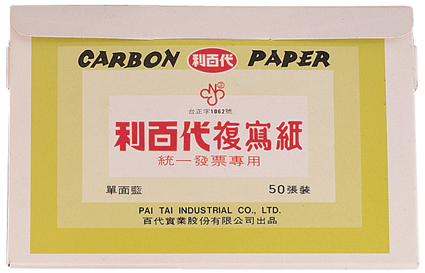 CARBON 利百代 PAPER
CNS
台正字1062號
利百代複寫紙
統一發票專用
單面藍 50張裝
PAI TAI INDUSTRIAL CO., LTD.
百代實業股份有限公司出品